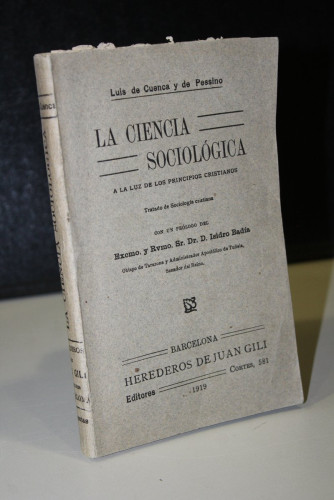 Luis de Cuenca y de Pessino
LA CIENCIA
SOCIOLÓGICA
A LA LUZ DE LOS PRINCIPIOS CRISTIANOS
Tratado de Sociología cristiana
CON UN PRÓLOGO DEL
Excmo. y Rvmo. Sr. Dr. D. Isidro Badía
Obispo de Tarazona y Administrador Apostólico de Tudela,
Senador del Reino.
BARCELONA
HEREDEROS DE JUAN GILI
Editores
CORTES, 581
1919